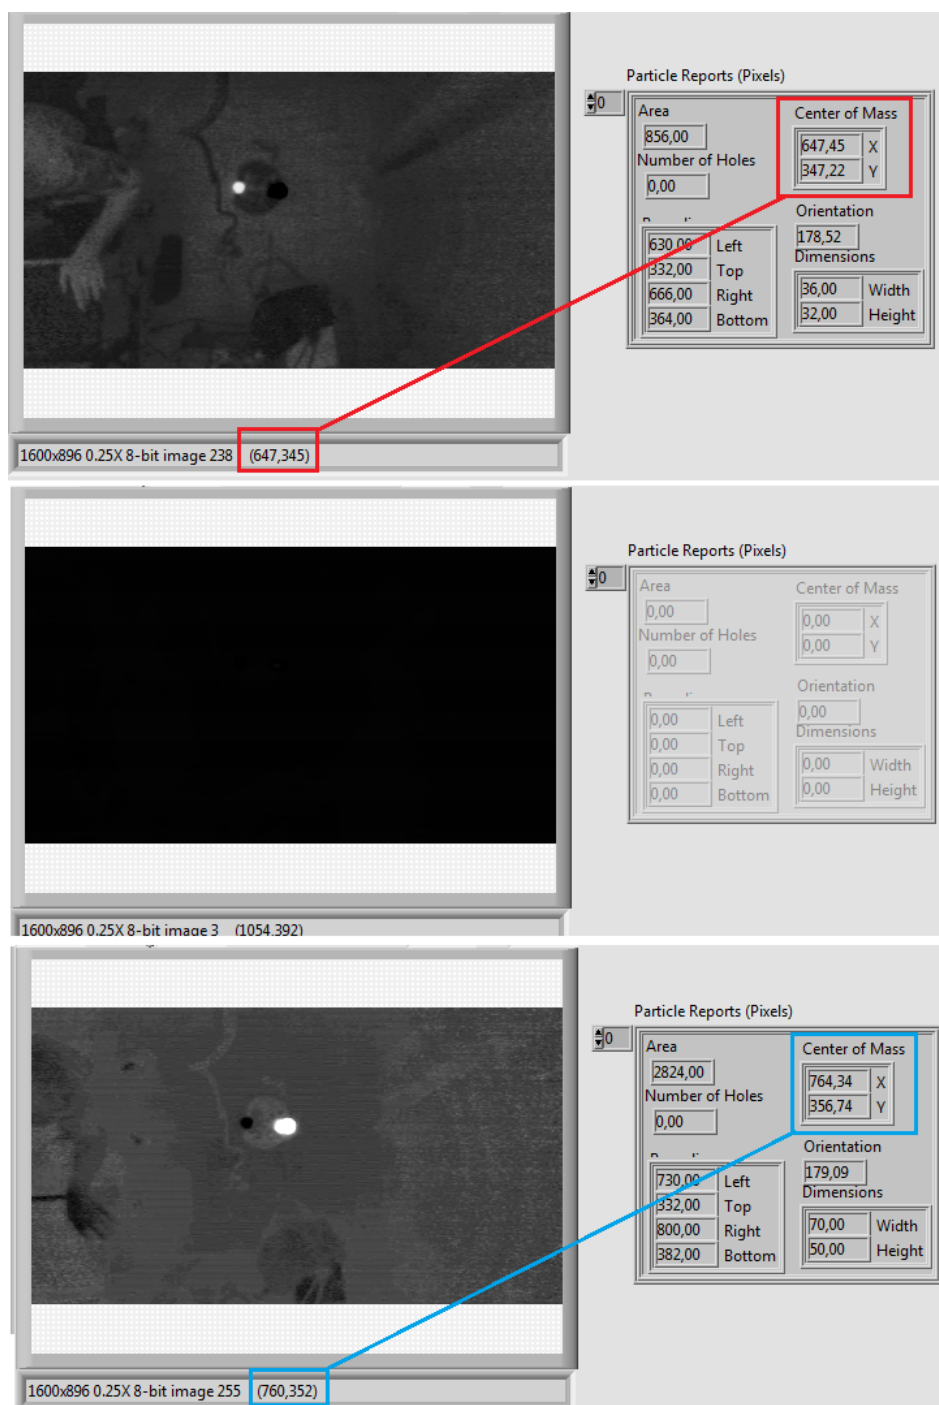 Particle Reports (Pixels)
0
Area
856,00
Number of Holes
0,00
630,00 Left
332,00 Top
666,00 Right
364,00 Bottom
Center of Mass
647,45 X
347,22 Y
Orientation
178,52
Dimensions
36,00 Width
32,00 Height
1600x896 0.25X 8-bit image 238 (647,345)
Particle Reports (Pixels)
0
Area
0,00
Number of Holes
0,00
0,00 Left
0,00 Top
0,00 Right
0,00 Bottom
Center of Mass
0,00 X
0,00 Y
Orientation
0,00
Dimensions
0,00 Width
0,00 Height
1600x896 0.25X 8-bit image 3 (1054,392)
Particle Reports (Pixels)
0
Area
2824,00
Number of Holes
0,00
730,00 Left
332,00 Top
800,00 Right
382,00 Bottom
Center of Mass
764,34 X
356,74 Y
Orientation
179,09
Dimensions
70,00 Width
50,00 Height
1600x896 0.25X 8-bit image 255 (760,352)